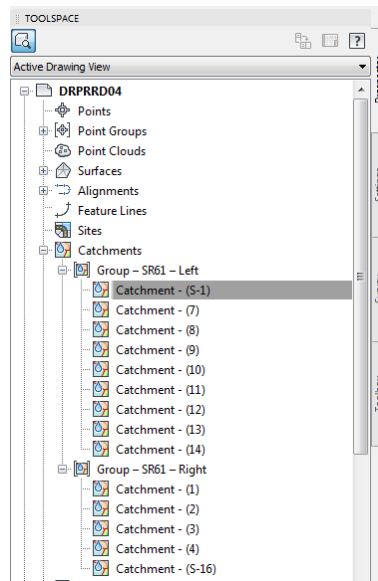 TOOLSPACE
?
Active Drawing View
DRPRRD04
Points
Point Groups
Point Clouds
Surfaces
Alignments
Feature Lines
Sites
Catchments
Group – SR61 – Left
Catchment - (S-1)
Catchment - (7)
Catchment - (8)
Catchment - (9)
Catchment - (10)
Catchment - (11)
Catchment - (12)
Catchment - (13)
Catchment - (14)
Group – SR61 – Right
Catchment - (1)
Catchment - (2)
Catchment - (3)
Catchment - (4)
Catchment - (S-16)